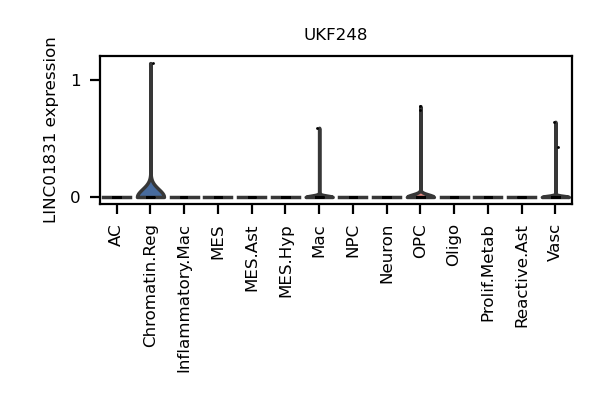 UKF248
LINC01831 expression
1
0
AC
Chromatin.Reg
Inflammatory.Mac
MES
MES.Ast
MES.Hyp
Mac
NPC
Neuron
OPC
Oligo
Prolif.Metab
Reactive.Ast
Vasc